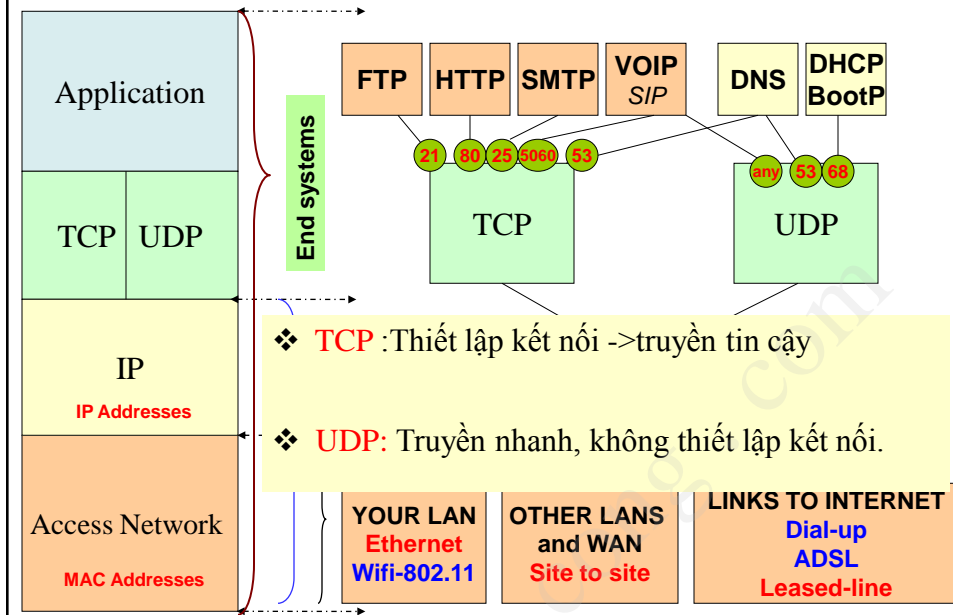 Application
TCP
UDP
IP
IP Addresses
Access Network
MAC Addresses
End systems
FTP
HTTP
SMTP
VOIP
SIP
DNS
DHCP
BootP
21
80
25
5060
53
any
53
68
TCP
UDP
❖ TCP :Thiết lập kết nối ->truyền tin cậy
❖ UDP: Truyền nhanh, không thiết lập kết nối.
YOUR LAN
Ethernet
Wifi-802.11
OTHER LANS
and WAN
Site to site
LINKS TO INTERNET
Dial-up
ADSL
Leased-line